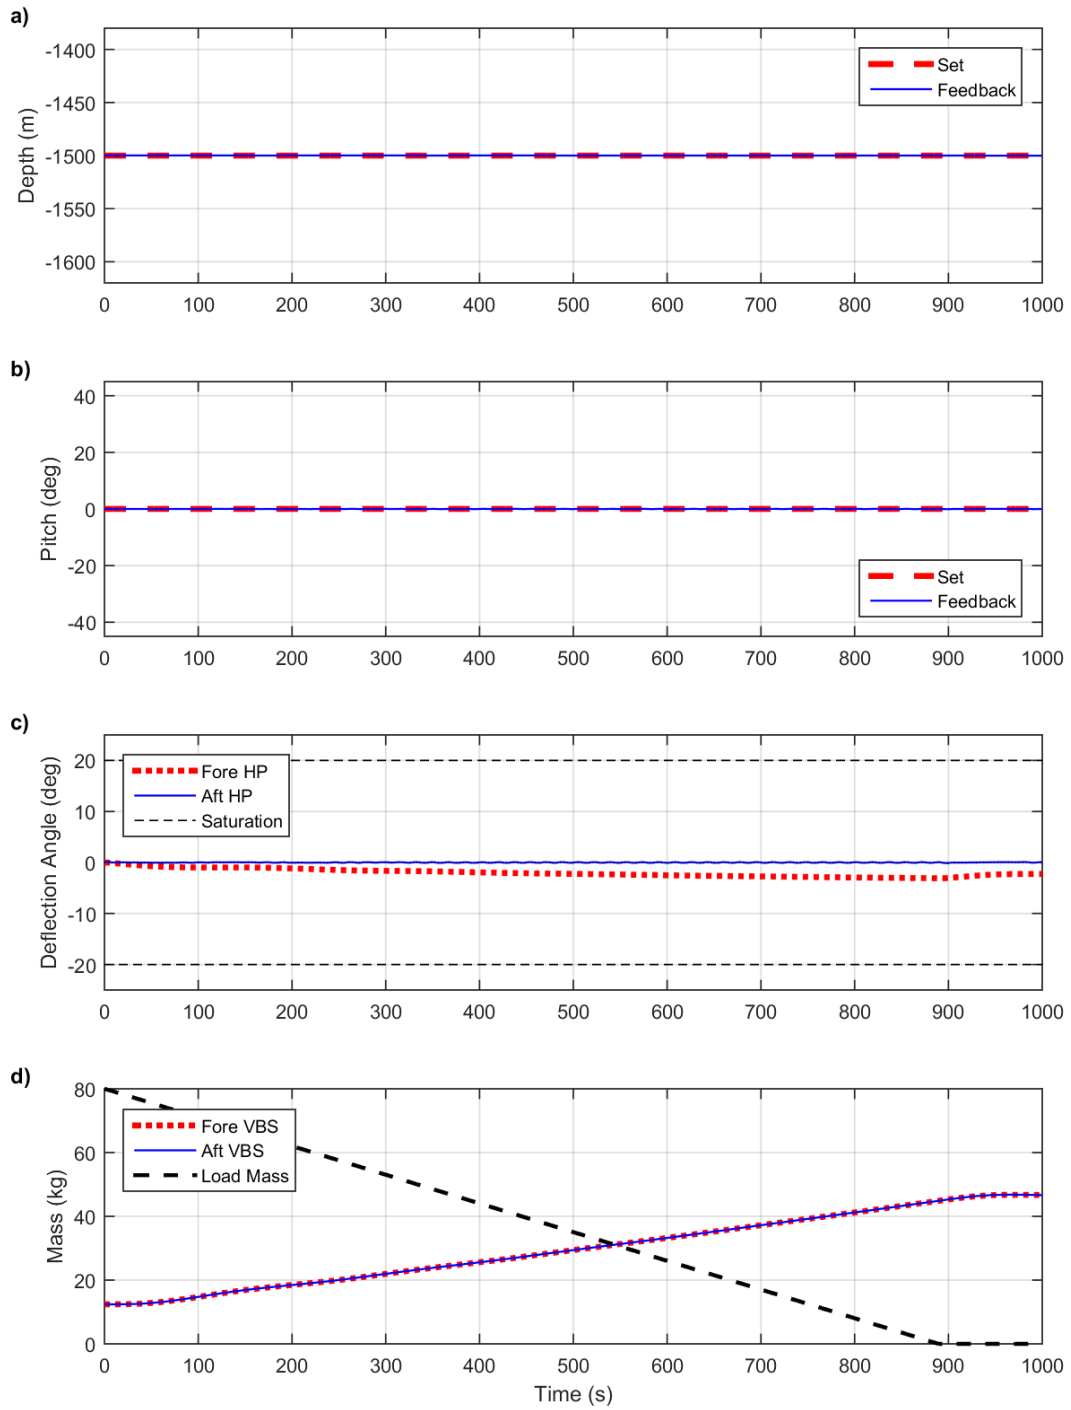 a)
-1400
-1450
-1500
-1550
-1600
Depth (m)
Set
Feedback
0 100 200 300 400 500 600 700 800 900 1000
b)
40
20
0
-20
-40
Pitch (deg)
Set
Feedback
0 100 200 300 400 500 600 700 800 900 1000
c)
20
10
0
-10
-20
Deflection Angle (deg)
Fore HP
Aft HP
Saturation
0 100 200 300 400 500 600 700 800 900 1000
d)
80
60
40
20
0
Mass (kg)
Fore VBS
Aft VBS
Load Mass
0 100 200 300 400 500 600 700 800 900 1000
Time (s)